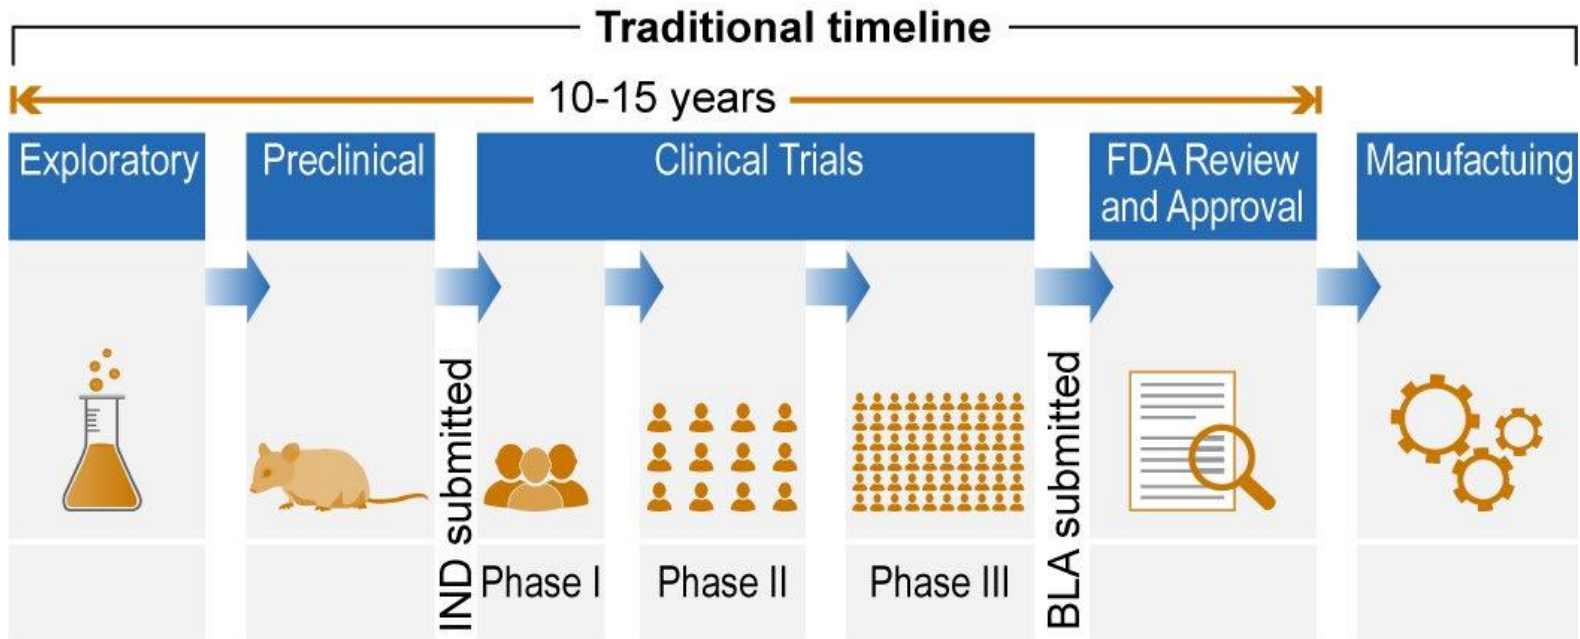 Traditional timeline
10-15 years
Exploratory
Preclinical
Clinical Trials
FDA Review
and Approval
Manufactuing
IND submitted
BLA submitted
Phase I
Phase II
Phase III